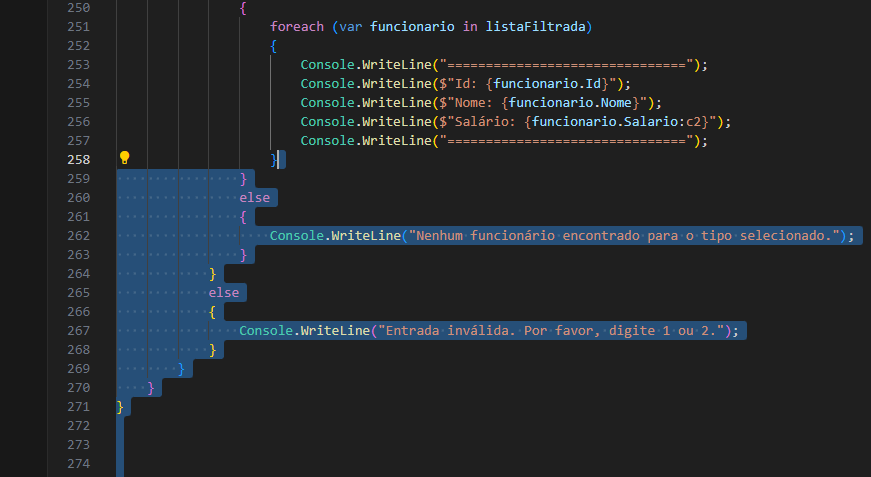 250 {
251 foreach (var funcionario in listaFiltrada)
252 {
253 Console.WriteLine("===============================");
254 Console.WriteLine($"Id: {funcionario.Id}");
255 Console.WriteLine($"Nome: {funcionario.Nome}");
256 Console.WriteLine($"Salário: {funcionario.Salario:c2}");
257 Console.WriteLine("===============================");
258 }
259 }
260 else
261 {
262 Console.WriteLine("Nenhum funcionário encontrado para o tipo selecionado.");
263 }
264 }
265 else
266 {
267 Console.WriteLine("Entrada inválida. Por favor, digite 1 ou 2.");
268 }
269 }
270 }
271 }
272
273
274